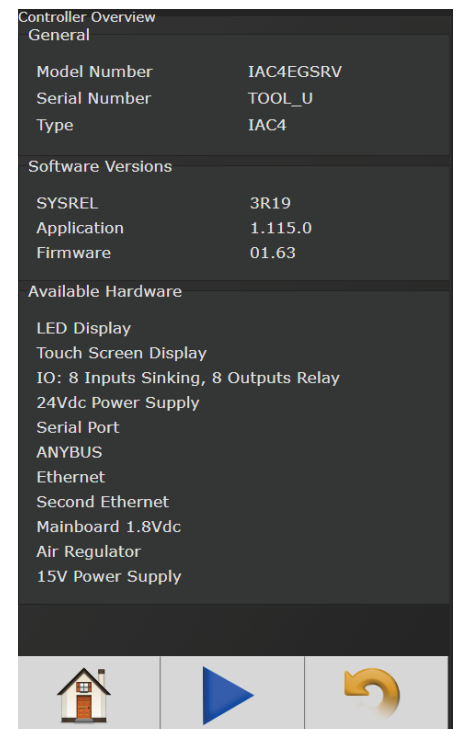 Controller Overview
General
Model Number IAC4EGSRV
Serial Number TOOL_U
Type IAC4
Software Versions
SYSREL 3R19
Application 1.115.0
Firmware 01.63
Available Hardware
LED Display
Touch Screen Display
IO: 8 Inputs Sinking, 8 Outputs Relay
24Vdc Power Supply
Serial Port
ANYBUS
Ethernet
Second Ethernet
Mainboard 1.8Vdc
Air Regulator
15V Power Supply